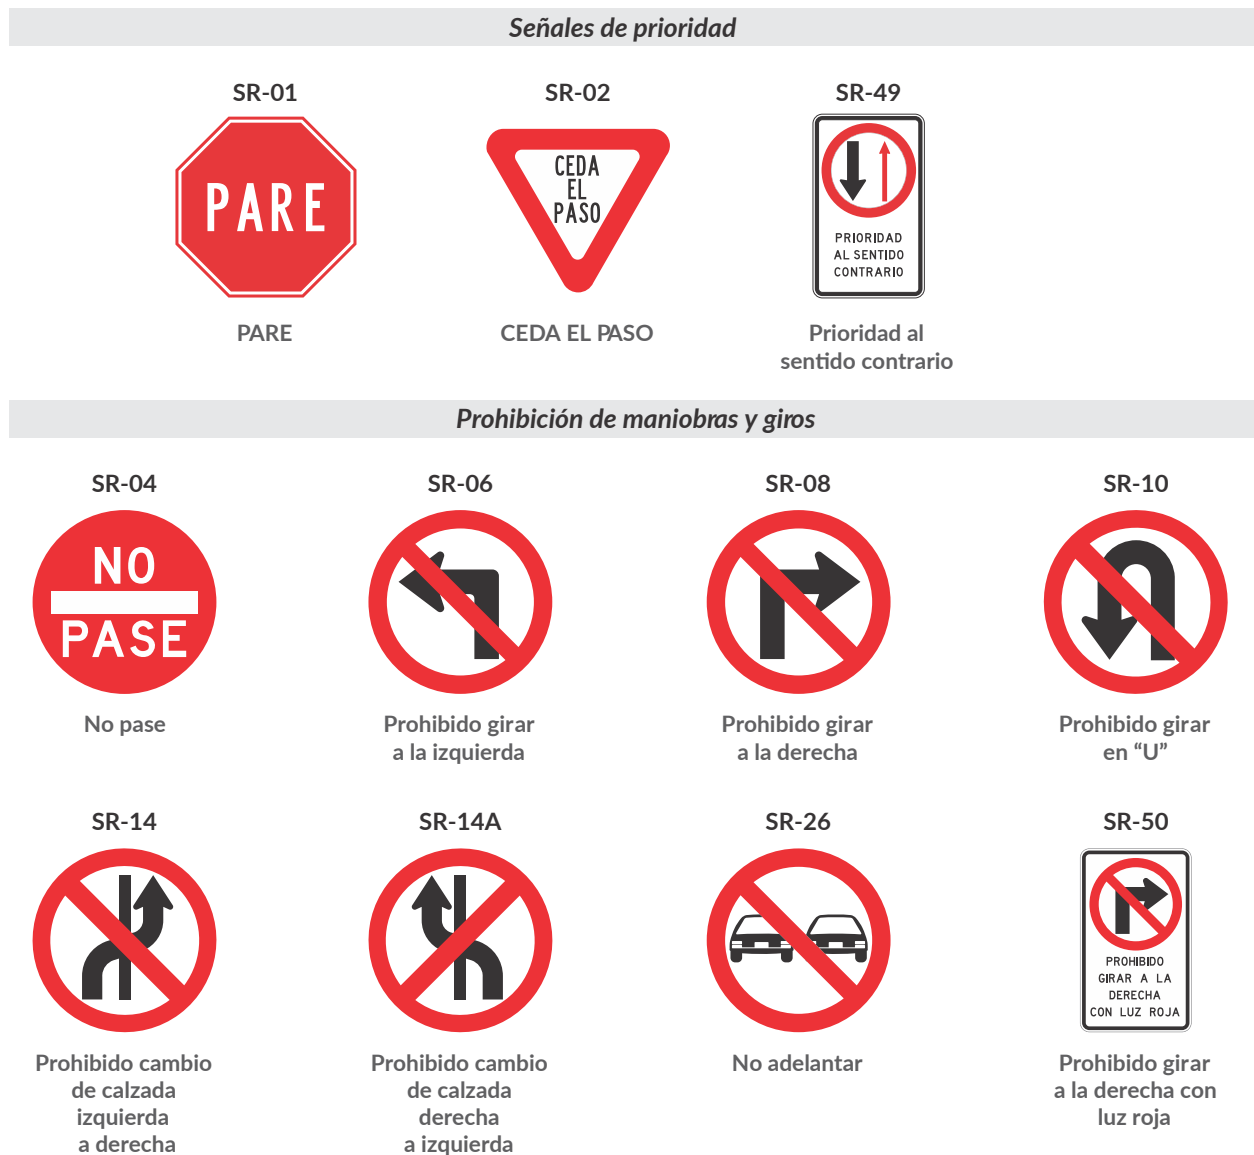 Señales de prioridad
SR-01
SR-02
SR-49
PARE
CEDA
EL
PASO
PRIORIDAD
AL SENTIDO
CONTRARIO
PARE
CEDA EL PASO
Prioridad al
sentido contrario
Prohibición de maniobras y giros
SR-04
SR-06
SR-08
SR-10
NO
PASE
No pase
Prohibido girar
a la izquierda
Prohibido girar
a la derecha
Prohibido girar
en “U”
SR-14
SR-14A
SR-26
SR-50
PROHIBIDO
GIRAR A LA
DERECHA
CON LUZ ROJA
Prohibido cambio
de calzada
izquierda
a derecha
Prohibido cambio
de calzada
derecha
a izquierda
No adelantar
Prohibido girar
a la derecha con
luz roja